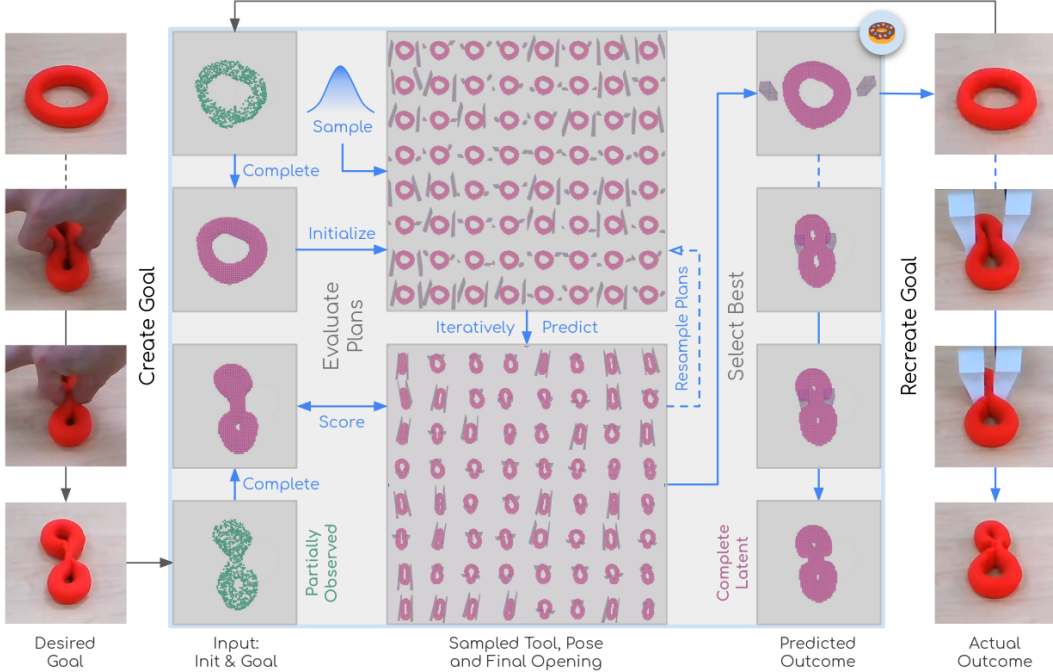 Create Goal
Sample
Complete
Initialize
Evaluate
Plans
Iteratively Predict
Resample Plans
Score
Complete
Partially
Observed
Select Best
Complete
Latent
Recreate Goal
Desired
Goal
Input:
Init & Goal
Sampled Tool, Pose
and Final Opening
Predicted
Outcome
Actual
Outcome